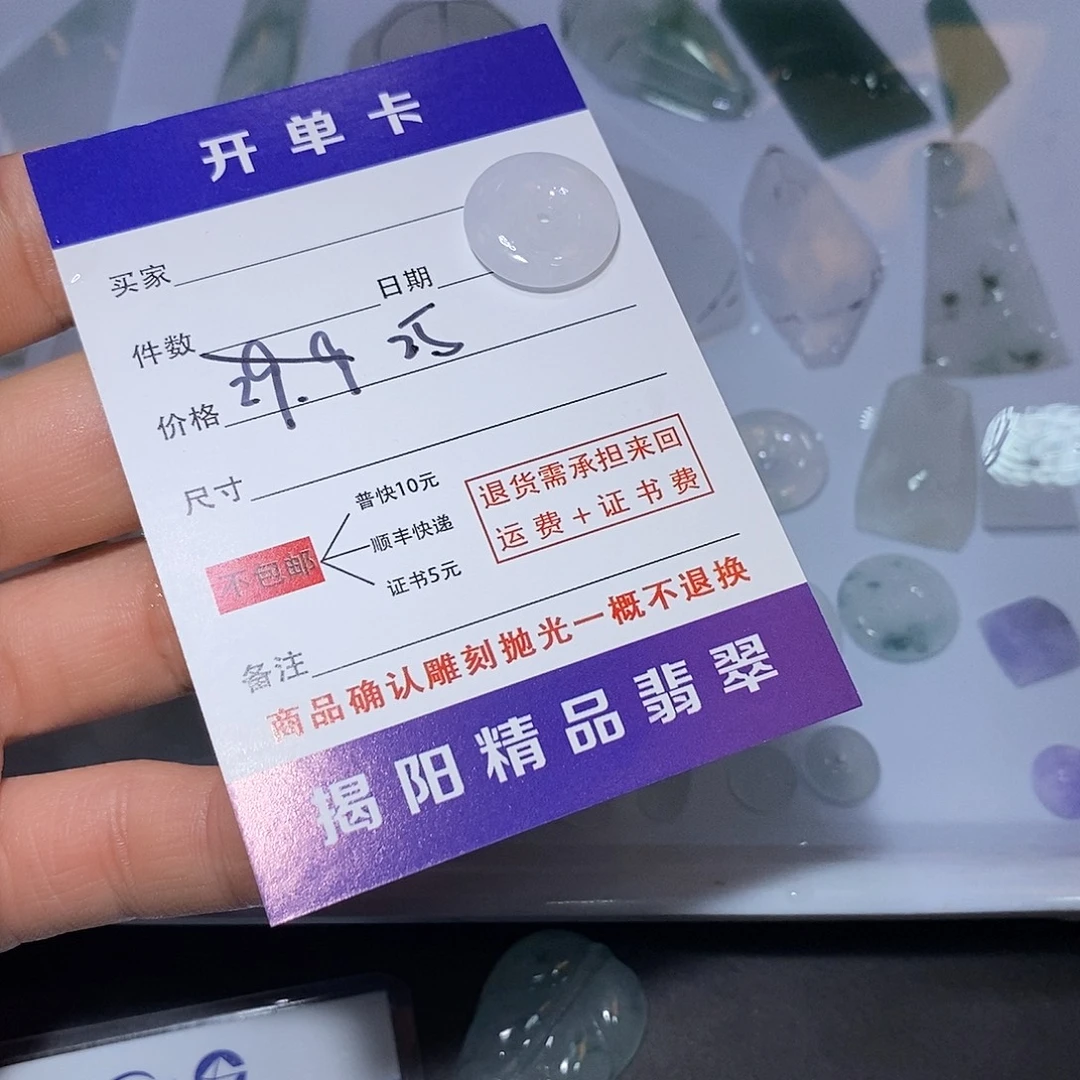 开单卡
买家
日期
件数
29.9 25
价格
尺寸
普快10元
不包邮
顺丰快递
证书5元
退货需承担来回
运费+证书费
备注
商品确认雕刻抛光一概不退换
揭阳精品翡翠